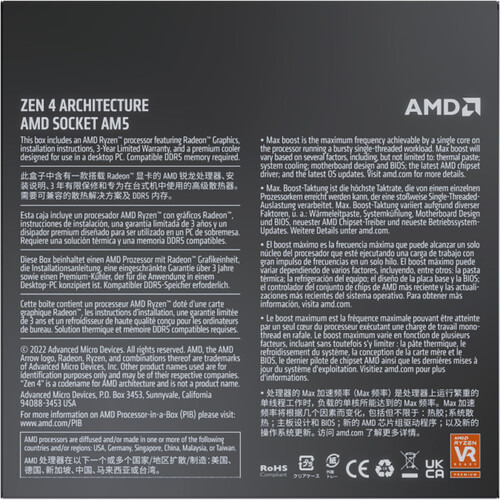 ZEN 4 ARCHITECTURE
AMD SOCKET AM5
This box includes an AMD Ryzen™ processor featuring Radeon™ Graphics,
installation instructions, 3-Year Limited Warranty, and a premium cooler
designed for use in a desktop PC. Compatible DDR5 memory required.
此盒子中含有一款搭载 Radeon™ 显卡的 AMD 锐龙处理器、安
装说明、3 年有限保修和专为在台式机中使用的高级散热器。
需要可兼容的散热解决方案及 DDR5 内存。
Esta caja incluye un procesador AMD Ryzen™ con gráficos Radeon™,
instrucciones de instalación, una garantía limitada de 3 años y un
disipador premium diseñado para ser utilizado en un PC de sobremesa.
Requiere una solución térmica y una memoria DDR5 compatibles.
Diese Box beinhaltet einen AMD Prozessor mit Radeon™ Grafikeinheit,
die Installationsanleitung, eine eingeschränkte Garantie über 3 Jahre
sowie einen Premium-Kühler, der für den Einsatz in einem
Desktop-PC konzipiert ist. Kompatibler DDR5-Speicher erforderlich.
Cette boîte contient un processeur AMD Ryzen™ doté d'une carte
graphique Radeon™, les instructions d'installation, une garantie limitée
de 3 ans et un refroidisseur de haute qualité conçu pour les ordinateurs
de bureau. Solution thermique et mémoire DDR5 compatibles requises.
© 2022 Advanced Micro Devices. All rights reserved. AMD, the AMD
Arrow logo, Radeon, Ryzen, and combinations thereof are trademarks
of Advanced Micro Devices, Inc. Other product names used are for
identification purposes only and may be of their respective companies
"Zen 4" is a codename for AMD architecture and is not a product name.
Advanced Micro Devices, P.O. Box 3453, Sunnyvale, California
94088-3453 USA
For more information on AMD Processor-in-a-Box (PIB) please visit:
www.amd.com/PIB
AMD processors are diffused and/or made in one or more of the following
countries and/or regions: USA, Germany, Singapore, China, Malaysia, or Taiwan.
AMD 处理器在以下一个或多个国家/地区扩散/制造：美国、
德国、新加坡、中国、马来西亚或台湾。
AMD
• Max boost is the maximum frequency achievable by a single core on
the processor running a bursty single-threaded workload. Max boost will
vary based on several factors, including, but not limited to: thermal paste;
system cooling; motherboard design and BIOS; the latest AMD chipset
driver; and the latest OS updates. Visit amd.com for more information.
• Max. Boost-Taktung ist die höchste Taktrate, die von einem einzelnen
Prozessorkern erreicht werden kann, der eine stoßweise Single-Threaded-
Auslastung verarbeitet. Max. Boost-Taktung variiert aufgrund diverser
Faktoren, u. a.: Wärmeleitpaste, Systemkühlung, Motherboard Design
und BIOS, neuester AMD Chipset-Treiber und neueste Betriebssystem-
Updates. Weitere Details unter amd.com.
• El boost máximo es la frecuencia máxima que puede alcanzar un solo
núcleo del procesador que esté ejecutando una carga de trabajo con
gran impulso de frecuencias en un solo hilo. El boost máximo puede
variar dependiendo de varios factores, incluyendo, entre otros: la pasta
térmica; la refrigeración del equipo; el diseño de la placa base y la BIOS;
el controlador del conjunto de chips de AMD más recientes y las actuali-
zaciones más recientes del sistema operativo. Para obtener más
información, visita amd.com.
• Le boost maximum est la fréquence maximale pouvant être atteinte
par un seul cœur du processeur exécutant une charge de travail mono-
thread en rafale. Le boost maximum varie en fonction de plusieurs
facteurs, incluant sans toutefois s'y limiter : la pâte thermique, le
refroidissement du système, la conception de la carte mère et le
BIOS, le dernier pilote de chipset AMD ainsi que les dernières mises à
jour du système d'exploitation. Visitez amd.com pour plus
d'informations.
• 处理器的 Max 加速频率 (Max 频率) 是处理器上运行繁重的
单线程工作时，负载的单核所能达到的 Max 频率。Max 加速频
率将根据几个因素而变化，包括但不限于：热胶；系统散
热；主板设计和 BIOS；新的 AMD 芯片组驱动程序；以及新的
操作系统更新。访问 amd.com 了解更多详情。
RoHS
Compliant
クリアケース
UK
CA
AMD
RYZEN
VR
READY
PREMIUM